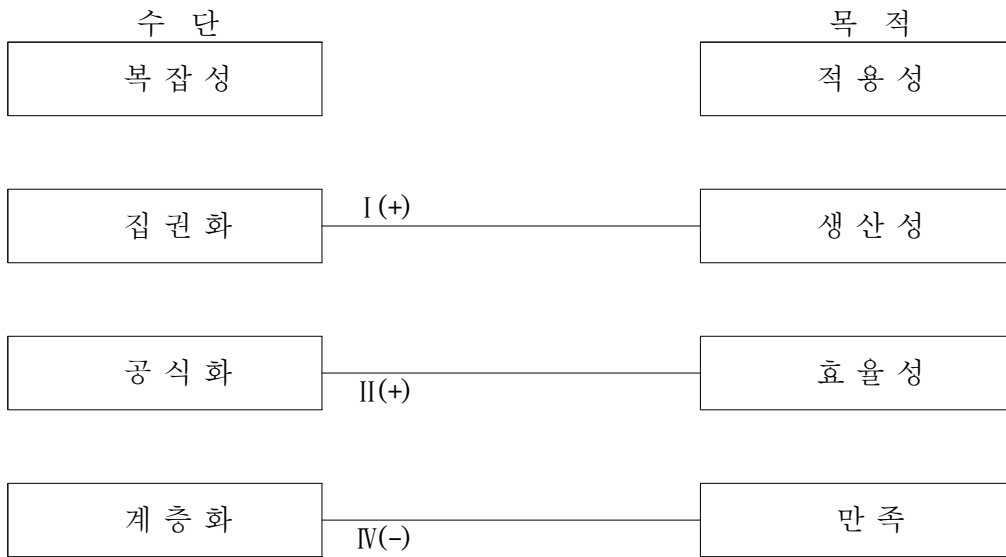 수 단 목 적
복 잡 성 적 용 성
집 권 화 Ⅰ(+) 생 산 성
공 식 화 Ⅱ(+) 효 율 성
계 층 화 Ⅳ(-) 만 족